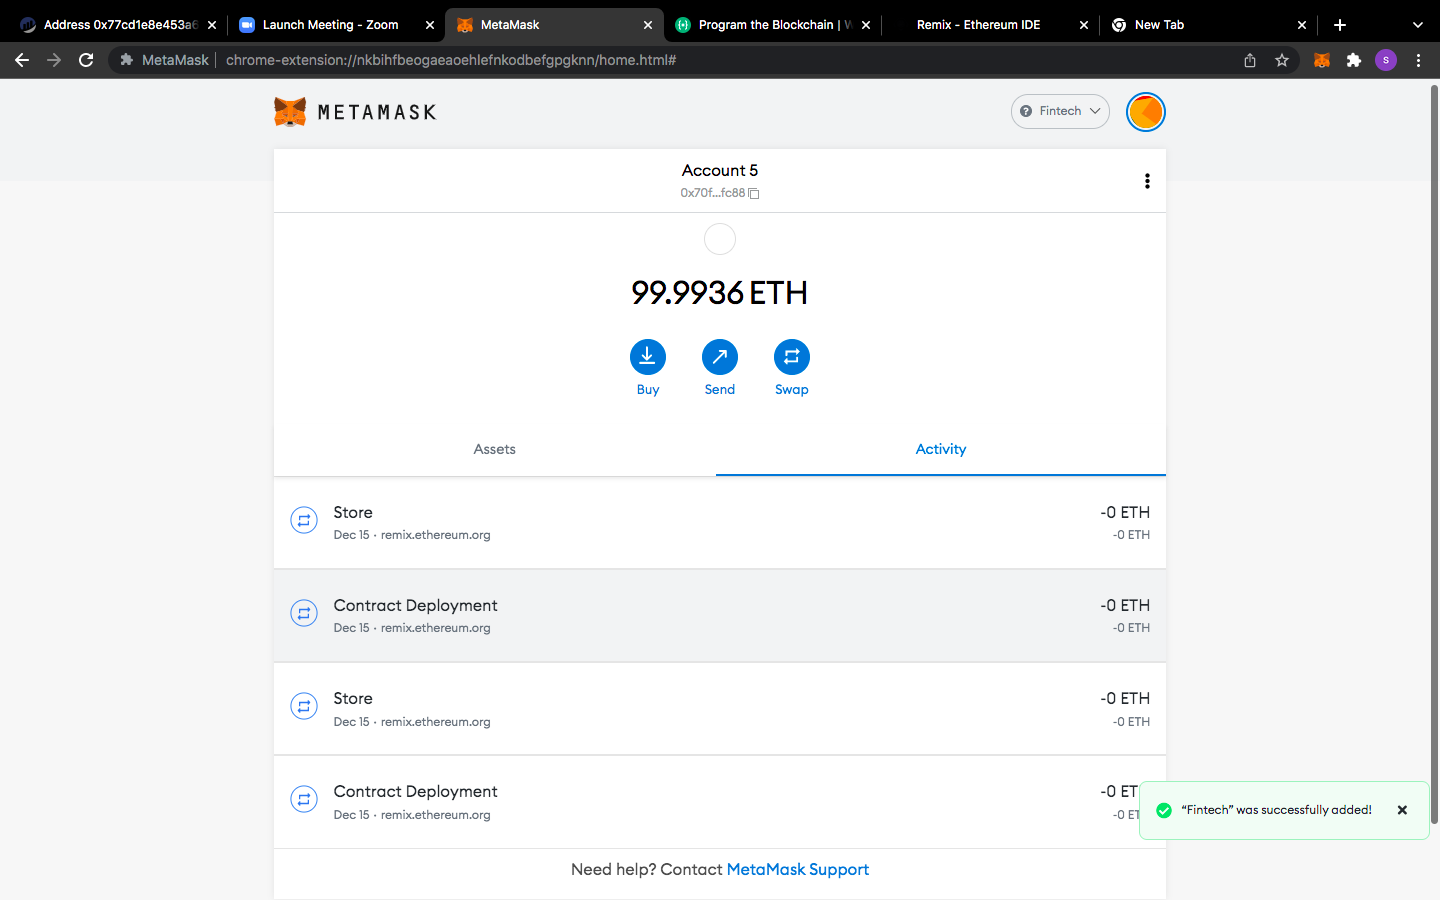 Address 0x77cd1e8e453a6
Launch Meeting - Zoom
MetaMask
Program the Blockchain | W
Remix - Ethereum IDE
New Tab
MetaMask
chrome-extension://nkbihfbeogaeaoehlefnkodbefgpgknn/home.html#
S
METAMASK
? Fintech
Account 5
0x70f...fc88
99.9936 ETH
Buy
Send
Swap
Assets
Activity
Store
-0 ETH
Dec 15 · remix.ethereum.org
-0 ETH
Contract Deployment
-0 ETH
Dec 15 · remix.ethereum.org
-0 ETH
Store
-0 ETH
Dec 15 · remix.ethereum.org
-0 ETH
Contract Deployment
-0 ET
Dec 15 · remix.ethereum.org
-0 ET
“Fintech” was successfully added!
Need help? Contact MetaMask Support